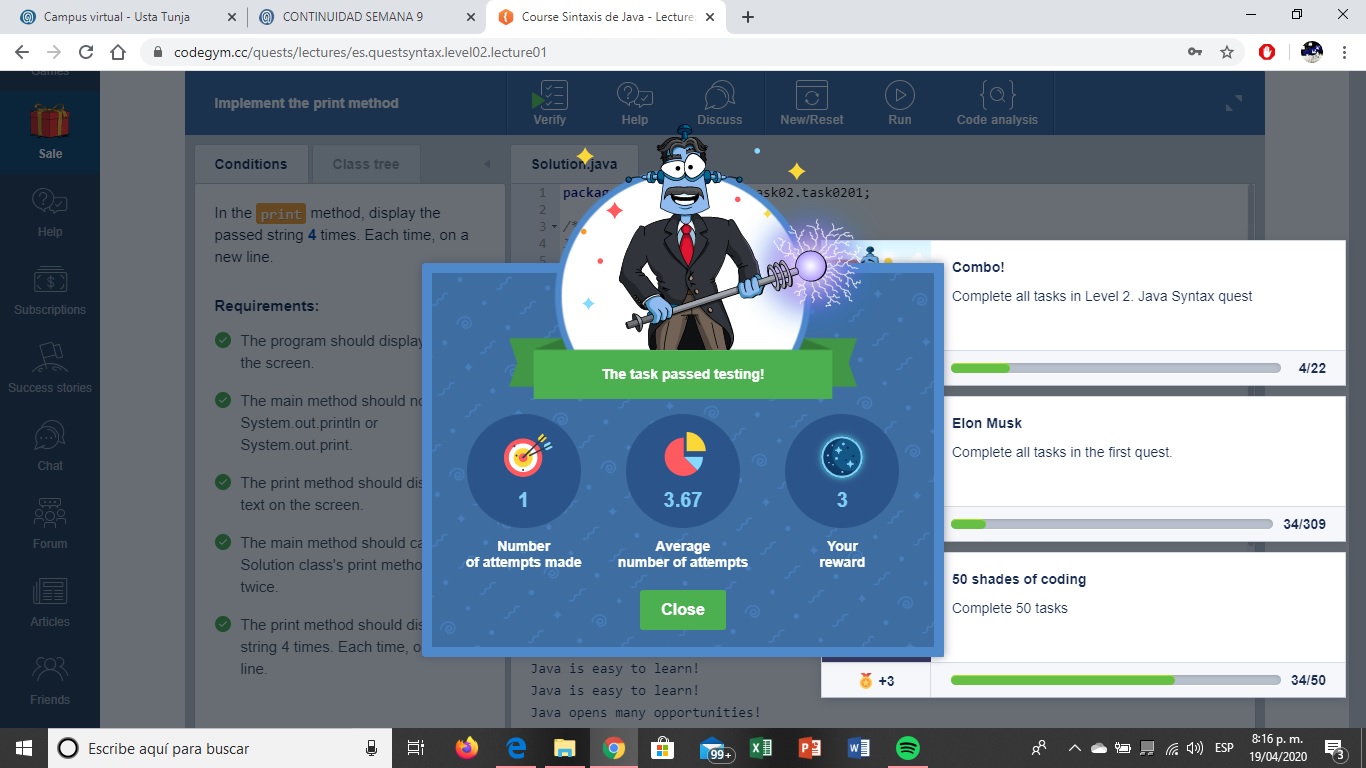 Campus virtual - Usta Tunja
CONTINUIDAD SEMANA 9
Course Sintaxis de Java - Lecture
codegym.cc/quests/lectures/es.questsyntax.level02.lecture01
Games
Sale
Help
Subscriptions
Success stories
Chat
Forum
Articles
Friends
Implement the print method
Verify
Help
Discuss
New/Reset
Run
Code analysis
Conditions
Class tree
Solution.java
In the print method, display the
passed string 4 times. Each time, on a
new line.
Requirements:
The program should display
the screen.
The main method should no
System.out.println or
System.out.print.
The print method should dis
text on the screen.
The main method should ca
Solution class's print metho
twice.
The print method should dis
string 4 times. Each time, o
line.
1 packag ask02.task0201;
2
3 /*
4
5
The task passed testing!
1
Number
of attempts made
3.67
Average
number of attempts
3
Your
reward
Close
Java is easy to learn!
Java is easy to learn!
Java opens many opportunities!
Combo!
Complete all tasks in Level 2. Java Syntax quest
4/22
Elon Musk
Complete all tasks in the first quest.
34/309
50 shades of coding
Complete 50 tasks
+3
34/50
Escribe aquí para buscar
99+
ESP
8:16 p. m.
19/04/2020
3